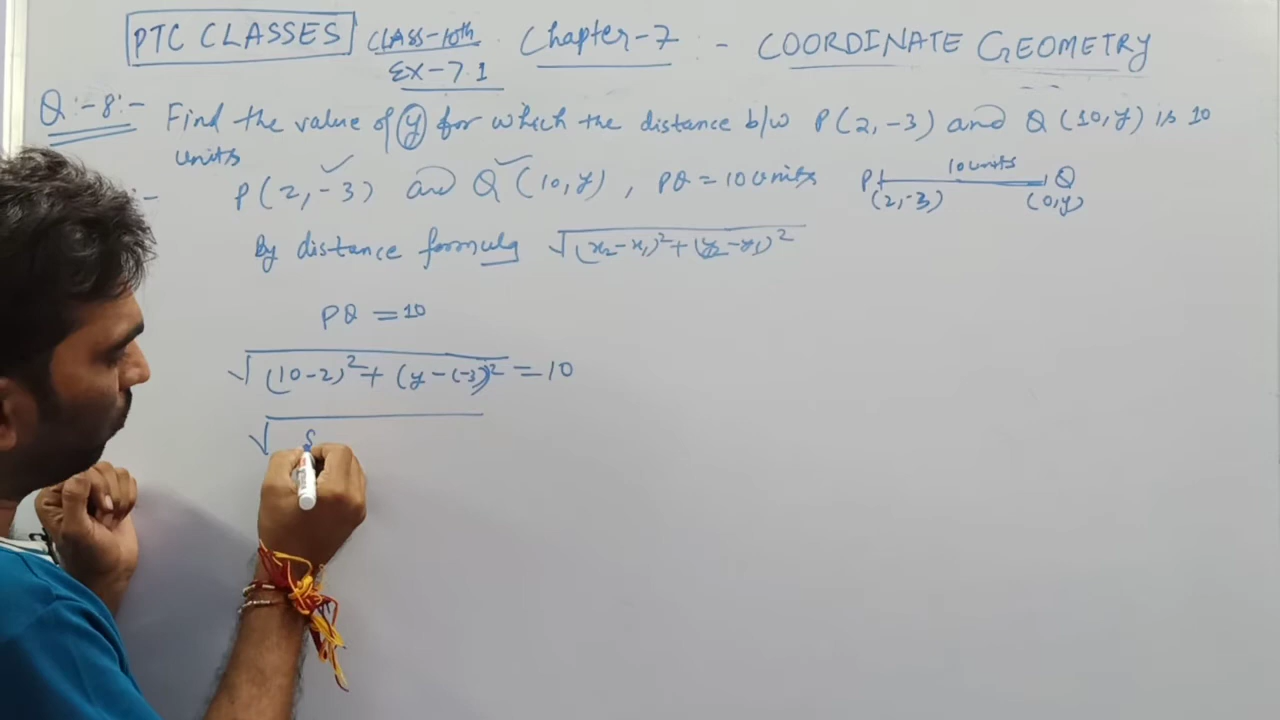 PTC CLASSES CLASS-10th Chapter-7 - COORDINATE GEOMETRY
EX-7.1
Q:-8:- Find the value of y for which the distance b/w P(2,-3) and Q(10,y) is 10
units
:- P(2,-3) and Q(10,y), PQ = 10 units
P 10 units Q
(2,-3) (0,y)
By distance formula √(x₂-x₁)²+(y₂-y₁)²
PQ = 10
√(10-2)²+(y-(-3))² = 10
√